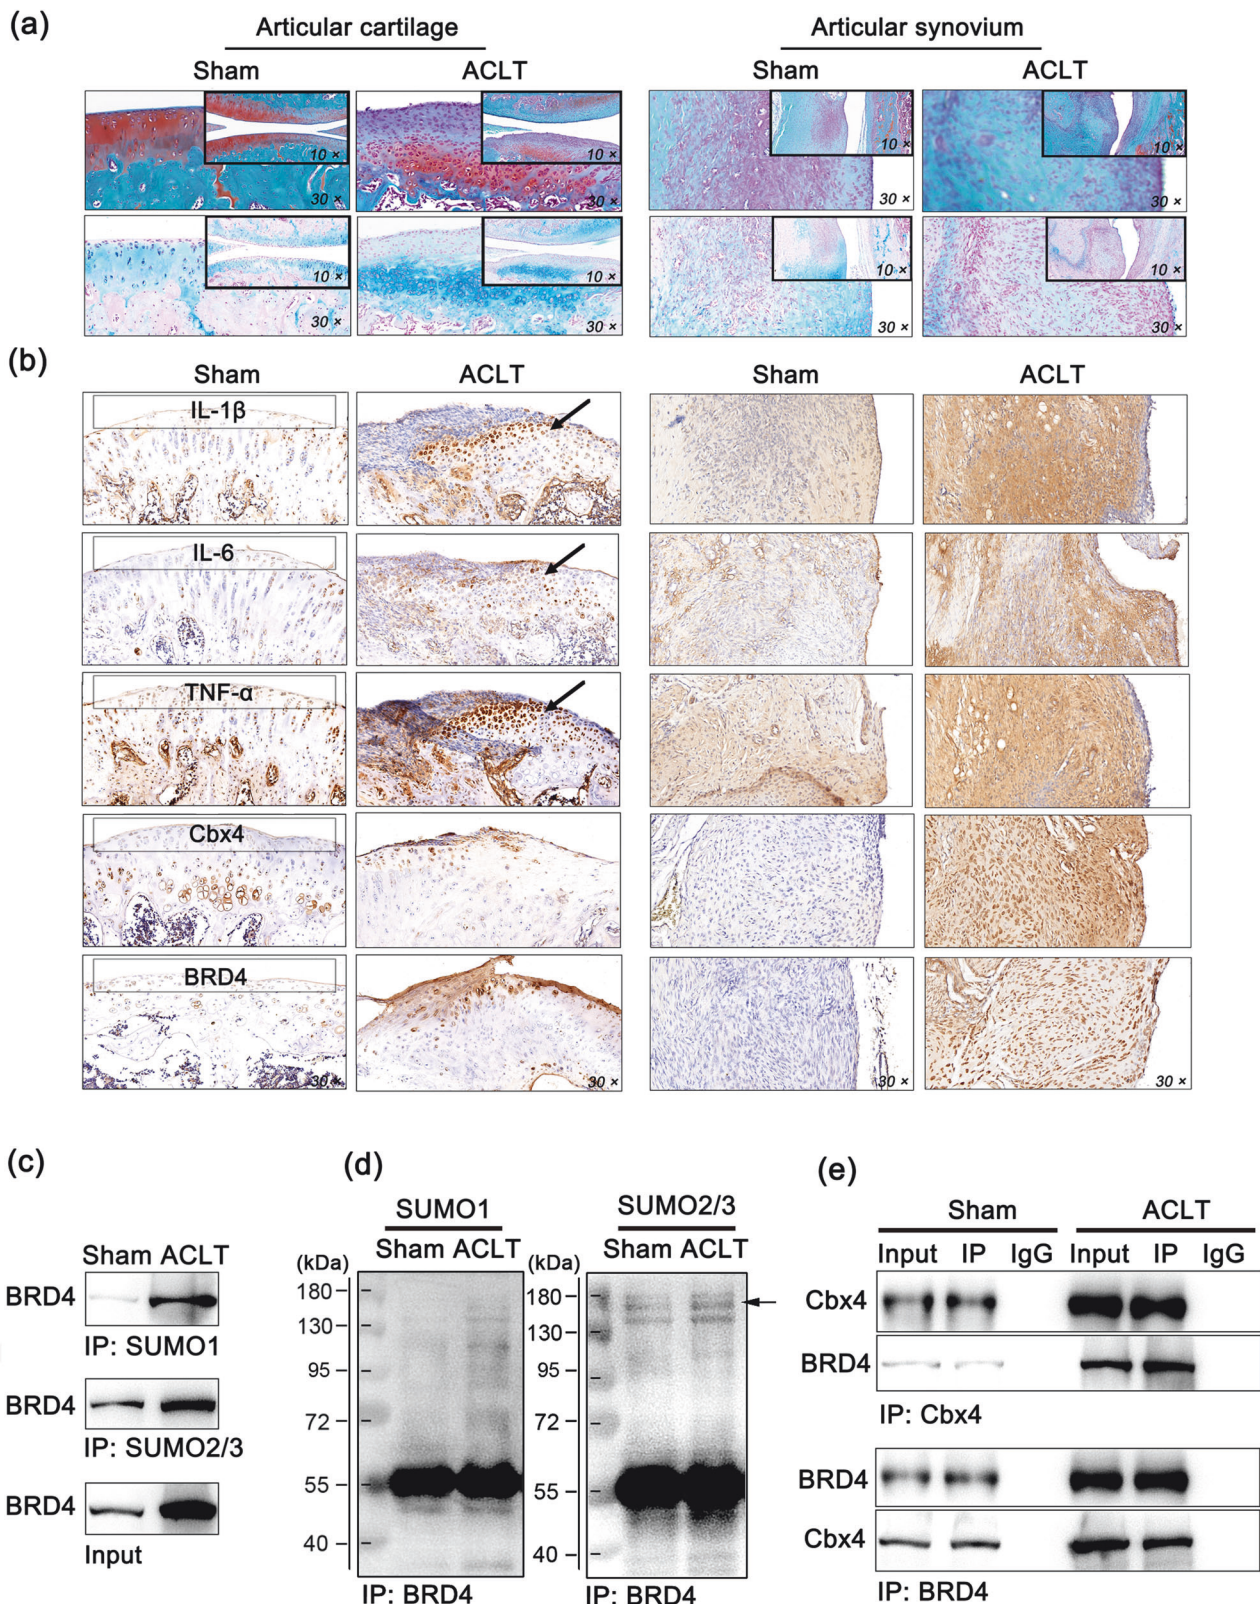 (a)
Articular cartilage
Articular synovium
Sham
ACLT
Sham
ACLT
10 ×
30 ×
10 ×
30 ×
10 ×
30 ×
10 ×
30 ×
10 ×
30 ×
10 ×
30 ×
10 ×
30 ×
10 ×
30 ×
(b)
Sham
ACLT
Sham
ACLT
IL-1β
IL-6
TNF-α
Cbx4
BRD4
30 ×
30 ×
30 ×
30 ×
(c)
Sham ACLT
BRD4
IP: SUMO1
BRD4
IP: SUMO2/3
BRD4
Input
(d)
SUMO1
Sham ACLT
(kDa)
180
130
95
72
55
40
IP: BRD4
SUMO2/3
Sham ACLT
(kDa)
180
130
95
72
55
40
IP: BRD4
(e)
Sham
ACLT
Input IP IgG Input IP IgG
Cbx4
BRD4
IP: Cbx4
BRD4
Cbx4
IP: BRD4